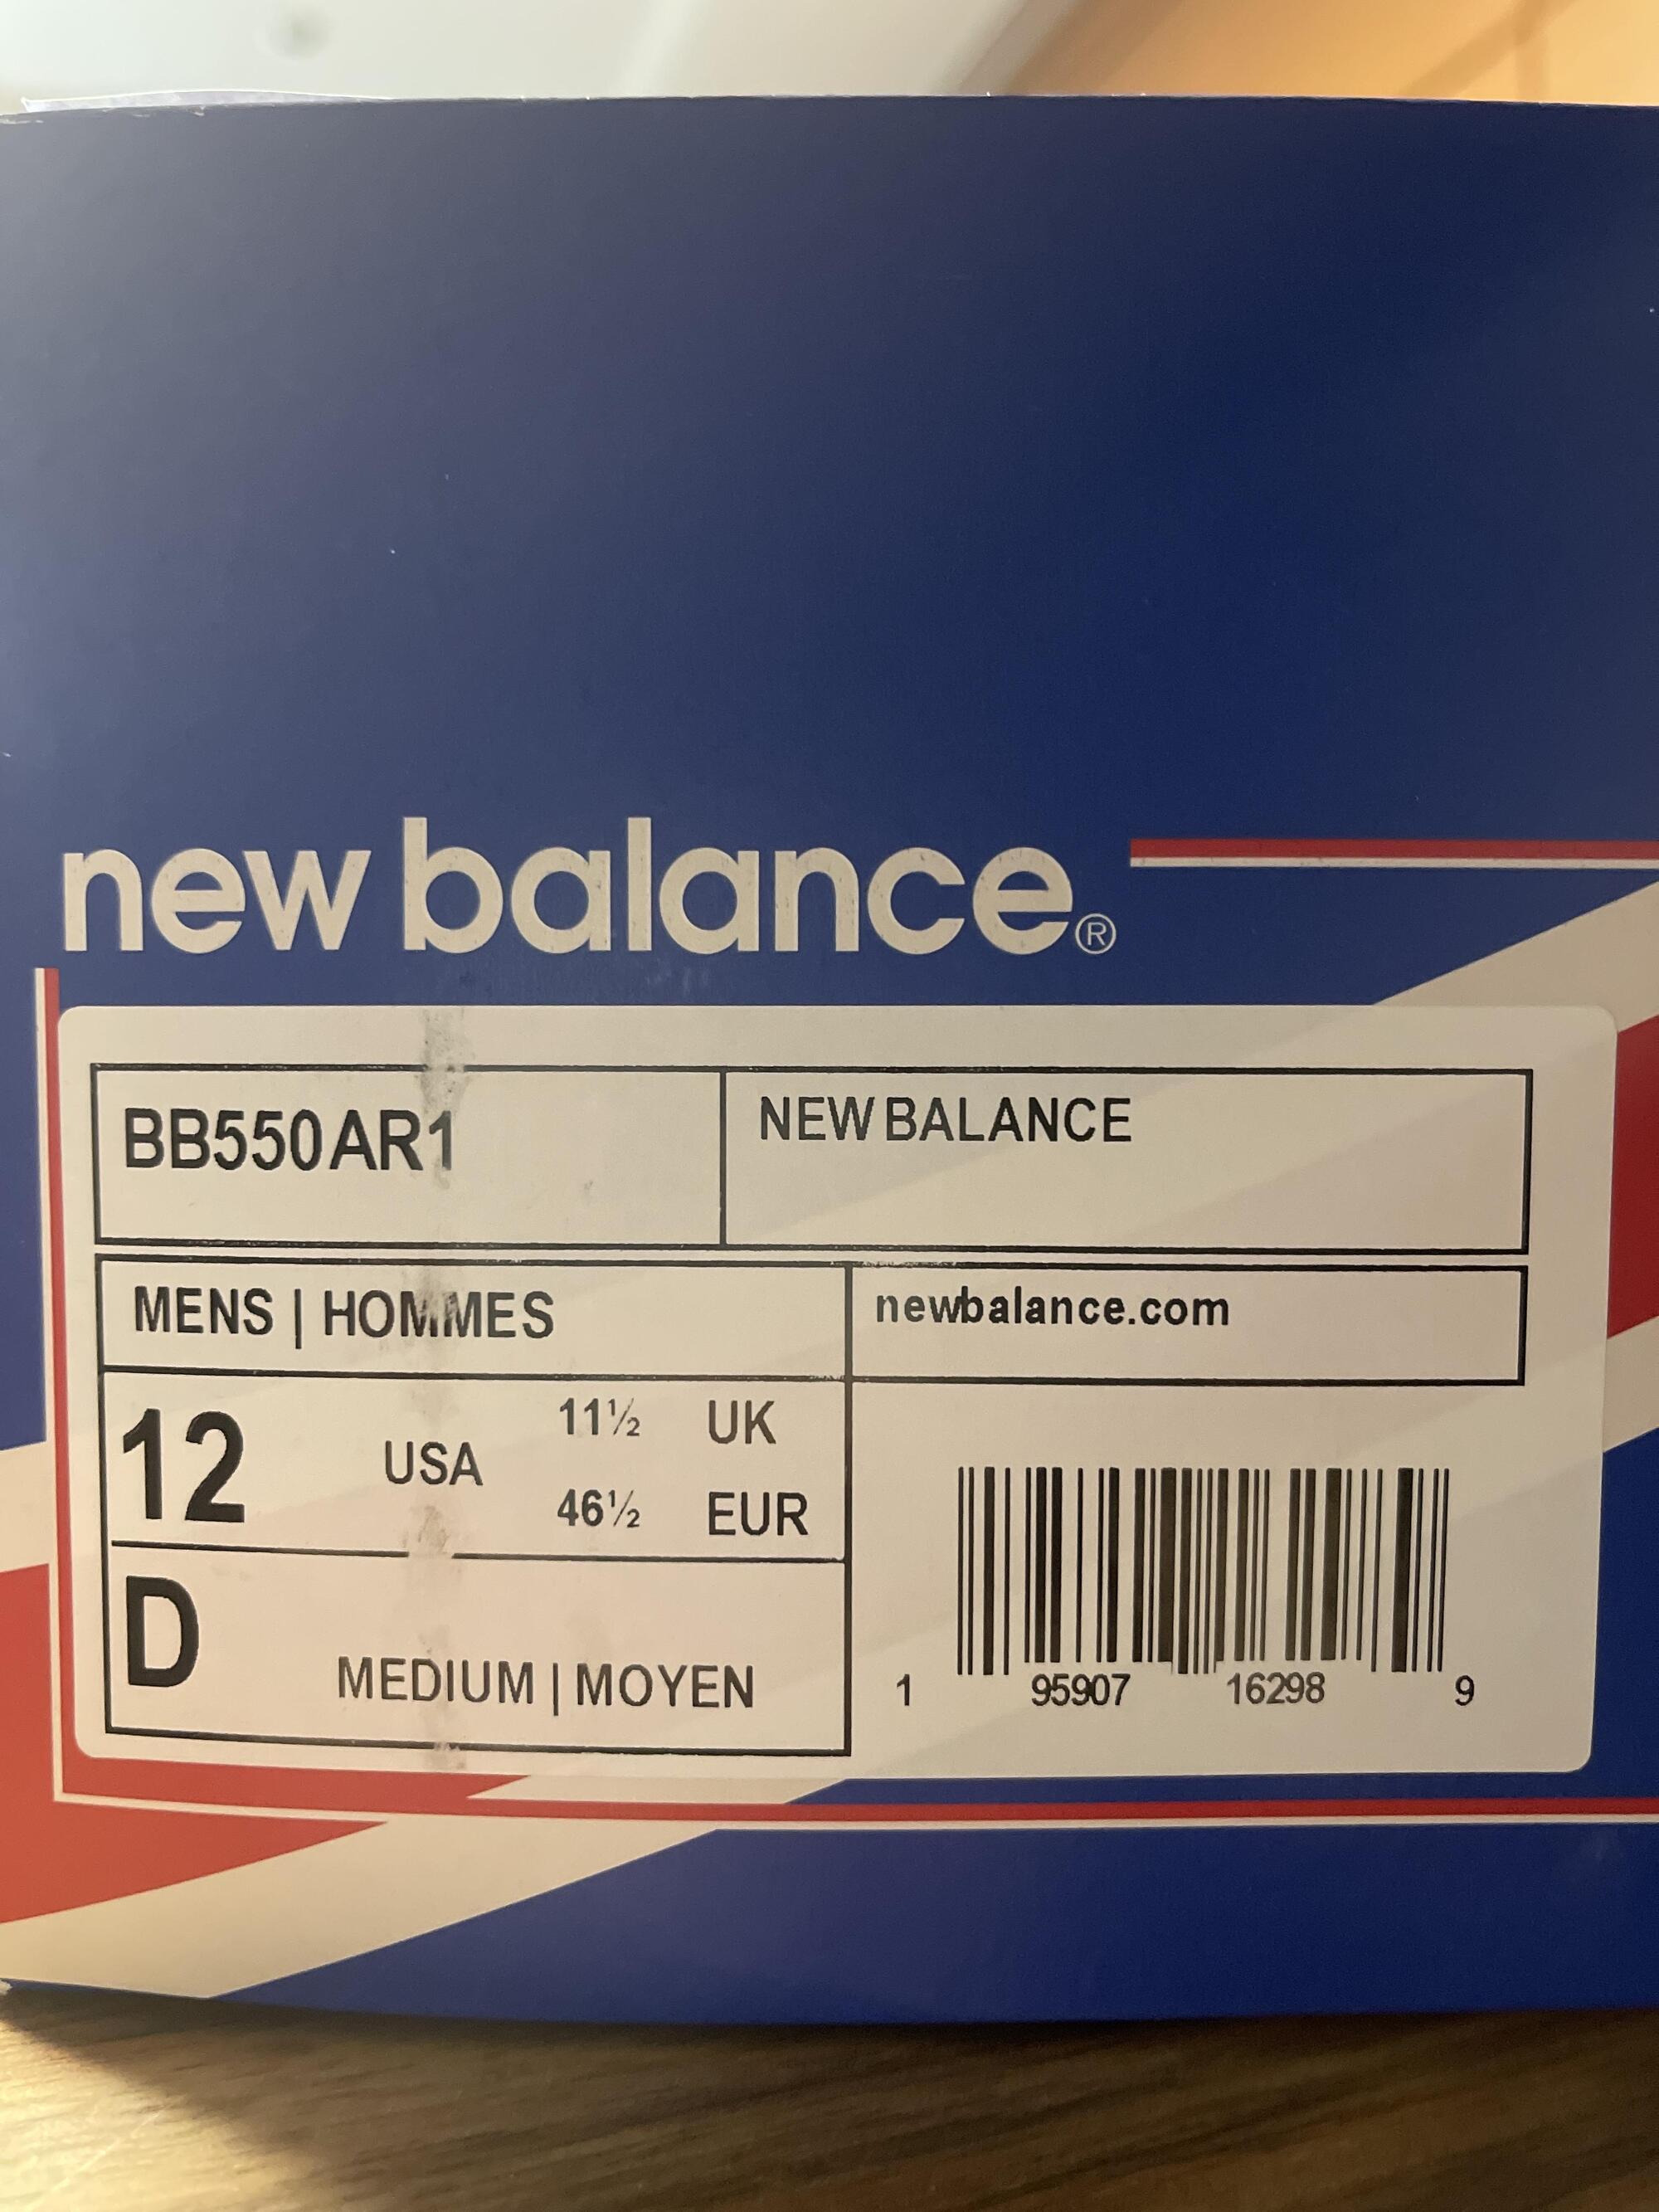 new balance®
BB550AR1
NEW BALANCE
MENS | HOMMES
newbalance.com
12 USA
11½ UK
46½ EUR
D MEDIUM | MOYEN
1 95907 16298 9